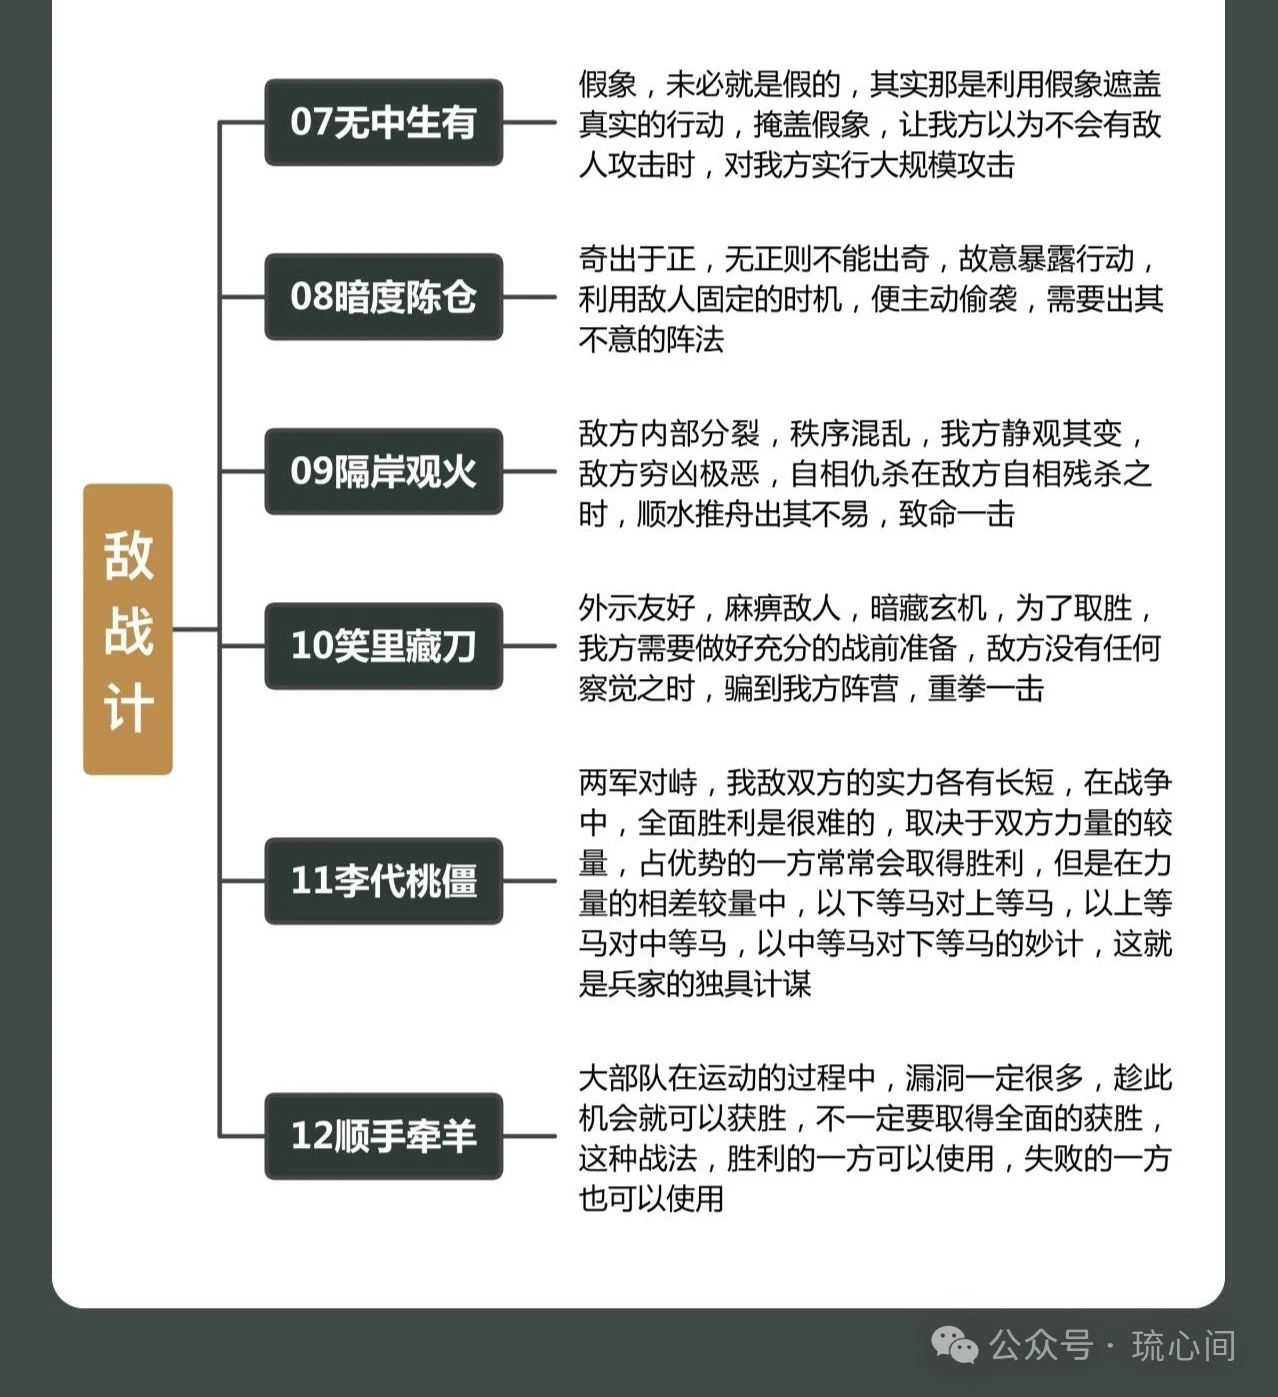 敌战计
07无中生有
假象，未必就是假的，其实那是利用假象遮盖
真实的行动，掩盖假象，让我方以为不会有敌
人攻击时，对我方实行大规模攻击
08暗度陈仓
奇出于正，无正则不能出奇，故意暴露行动，
利用敌人固定的时机，便主动偷袭，需要出其
不意的阵法
09隔岸观火
敌方内部分裂，秩序混乱，我方静观其变，
敌方穷凶极恶，自相仇杀在敌方自相残杀之
时，顺水推舟出其不易，致命一击
10笑里藏刀
外示友好，麻痹敌人，暗藏玄机，为了取胜，
我方需要做好充分的战前准备，敌方没有任何
察觉之时，骗到我方阵营，重拳一击
11李代桃僵
两军对峙，我敌双方的实力各有长短，在战争
中，全面胜利是很难的，取决于双方力量的较
量，占优势的一方常常会取得胜利，但是在力
量的相差较量中，以下等马对上等马，以上等
马对中等马，以中等马对下等马的妙计，这就
是兵家的独具计谋
12顺手牵羊
大部队在运动的过程中，漏洞一定很多，趁此
机会就可以获胜，不一定要取得全面的获胜，
这种战法，胜利的一方可以使用，失败的一方
也可以使用
公众号·琉心间